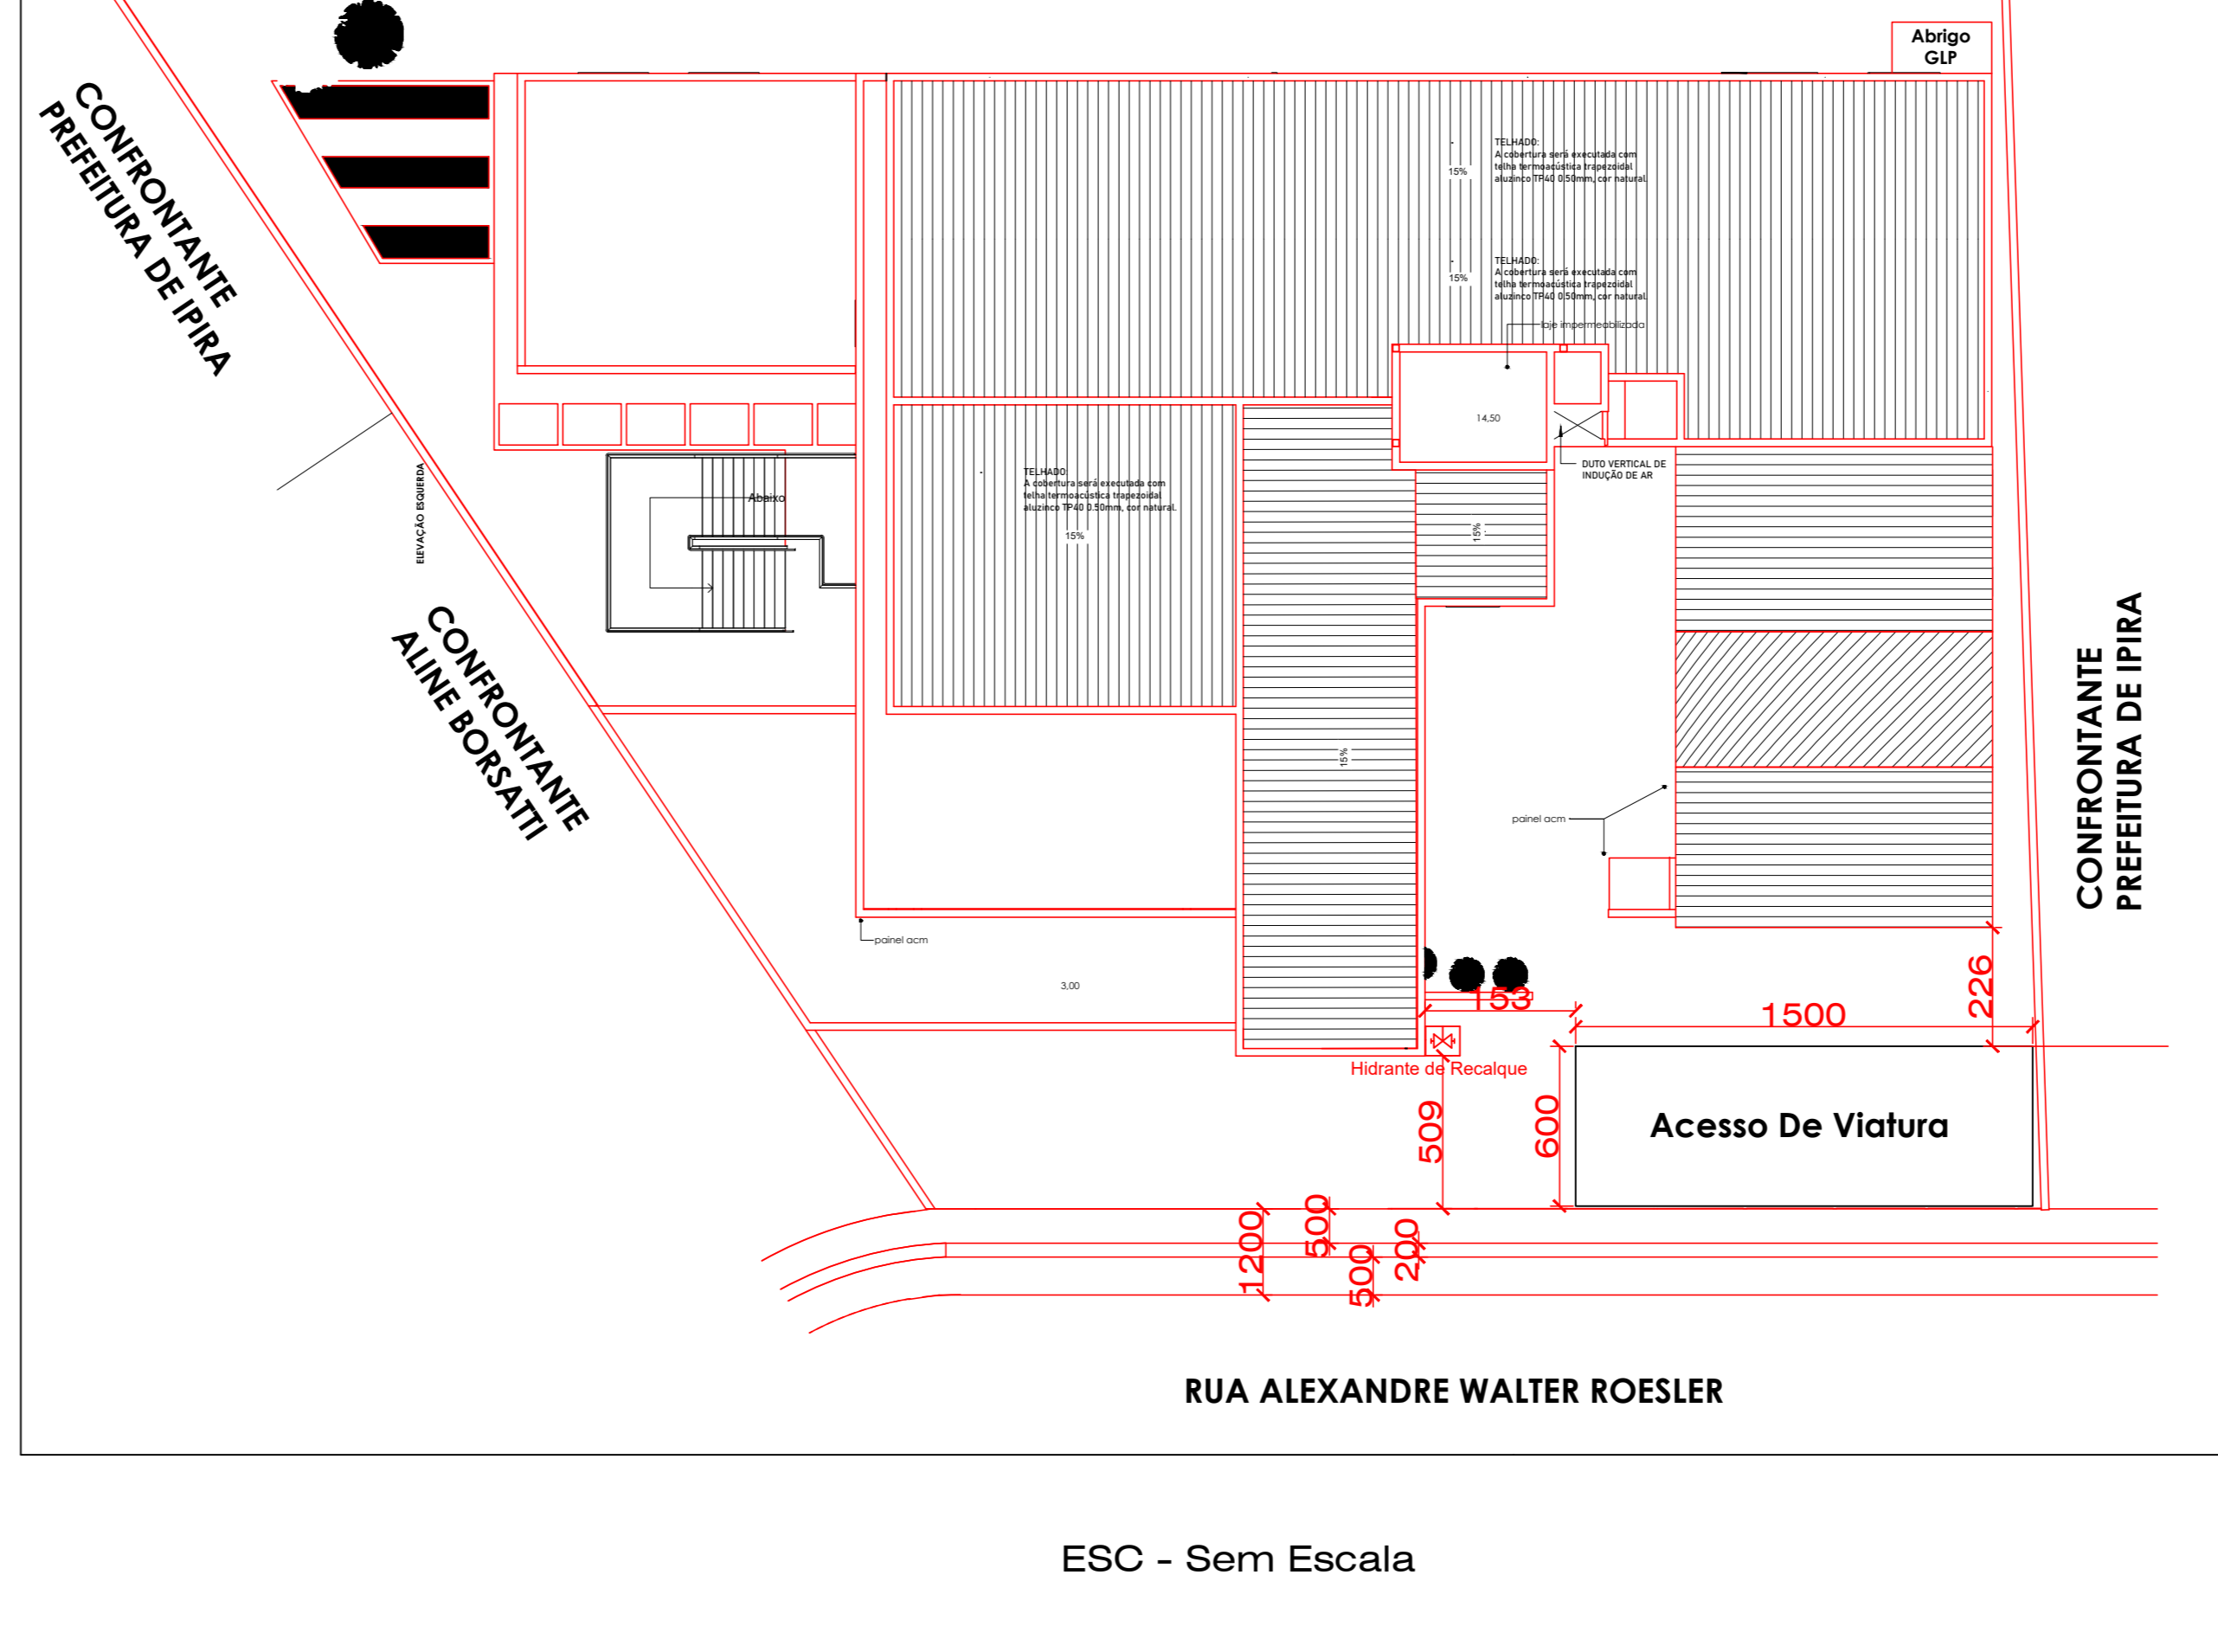 Abrigo
GLP
CONFRONTANTE
PREFEITURA DE IPIRA
TELHADO:
A cobertura será executada com
telha termoacústica trapezoidal
aluzinco TP40 0.50mm, cor natural.
15%
TELHADO:
A cobertura será executada com
telha termoacústica trapezoidal
aluzinco TP40 0.50mm, cor natural.
15%
laje impermeabilizada
14,50
DUTO VERTICAL DE
INDUÇÃO DE AR
ELEVAÇÃO ESQUERDA
Abaixo
TELHADO:
A cobertura será executada com
telha termoacústica trapezoidal
aluzinco TP40 0.50mm, cor natural.
15%
15%
CONFRONTANTE
ALINE BORSATTI
15%
CONFRONTANTE
PREFEITURA DE IPIRA
painel acm
painel acm
3,00
153
1500
226
Hidrante de Recalque
509
600
Acesso De Viatura
1200
500
500
200
RUA ALEXANDRE WALTER ROESLER
ESC - Sem Escala